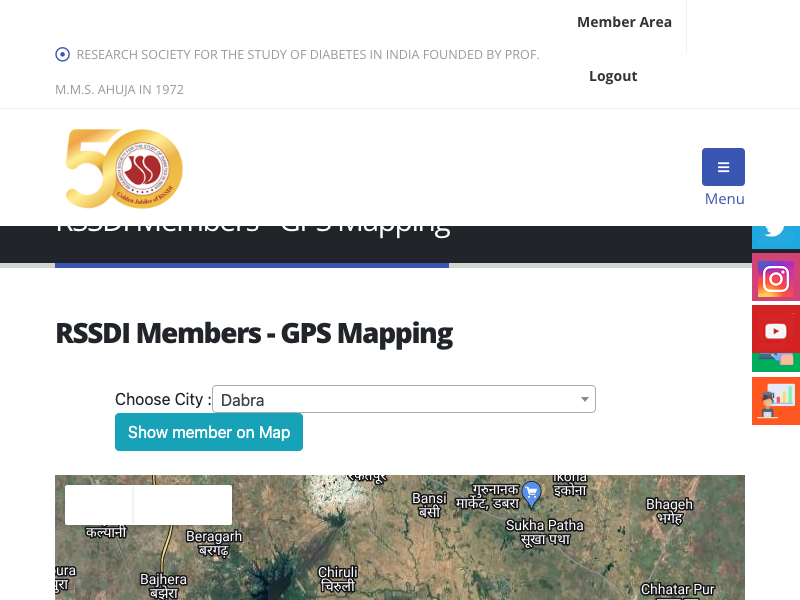 Member Area
RESEARCH SOCIETY FOR THE STUDY OF DIABETES IN INDIA FOUNDED BY PROF.
M.M.S. AHUJA IN 1972
Logout
50
Golden Jubilee of RSSDI
Menu
RSSDI Members - GPS Mapping
RSSDI Members - GPS Mapping
Choose City :
Dabra
Show member on Map
Bansi
बंसी
गुरुनानक
मार्केट, डबरा
Ikona
इकोना
Bhageh
भगेह
Sukha Patha
सूखा पथा
कल्यानी
Beragarh
बरगढ़
Bajhera
बझेरा
Chiruli
चिरुली
Chhatar Pur